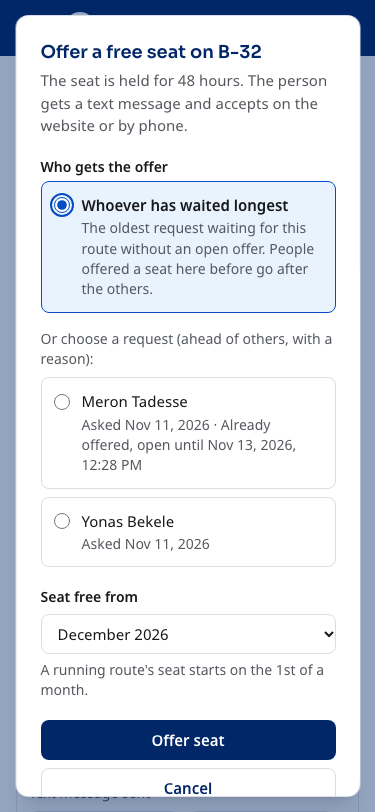 Offer a free seat on B-32
The seat is held for 48 hours. The person
gets a text message and accepts on the
website or by phone.
Who gets the offer
Whoever has waited longest
The oldest request waiting for this
route without an open offer. People
offered a seat here before go after
the others.
Or choose a request (ahead of others, with a
reason):
Meron Tadesse
Asked Nov 11, 2026 · Already
offered, open until Nov 13, 2026,
12:28 PM
Yonas Bekele
Asked Nov 11, 2026
Seat free from
December 2026
A running route's seat starts on the 1st of a
month.
Offer seat
Cancel